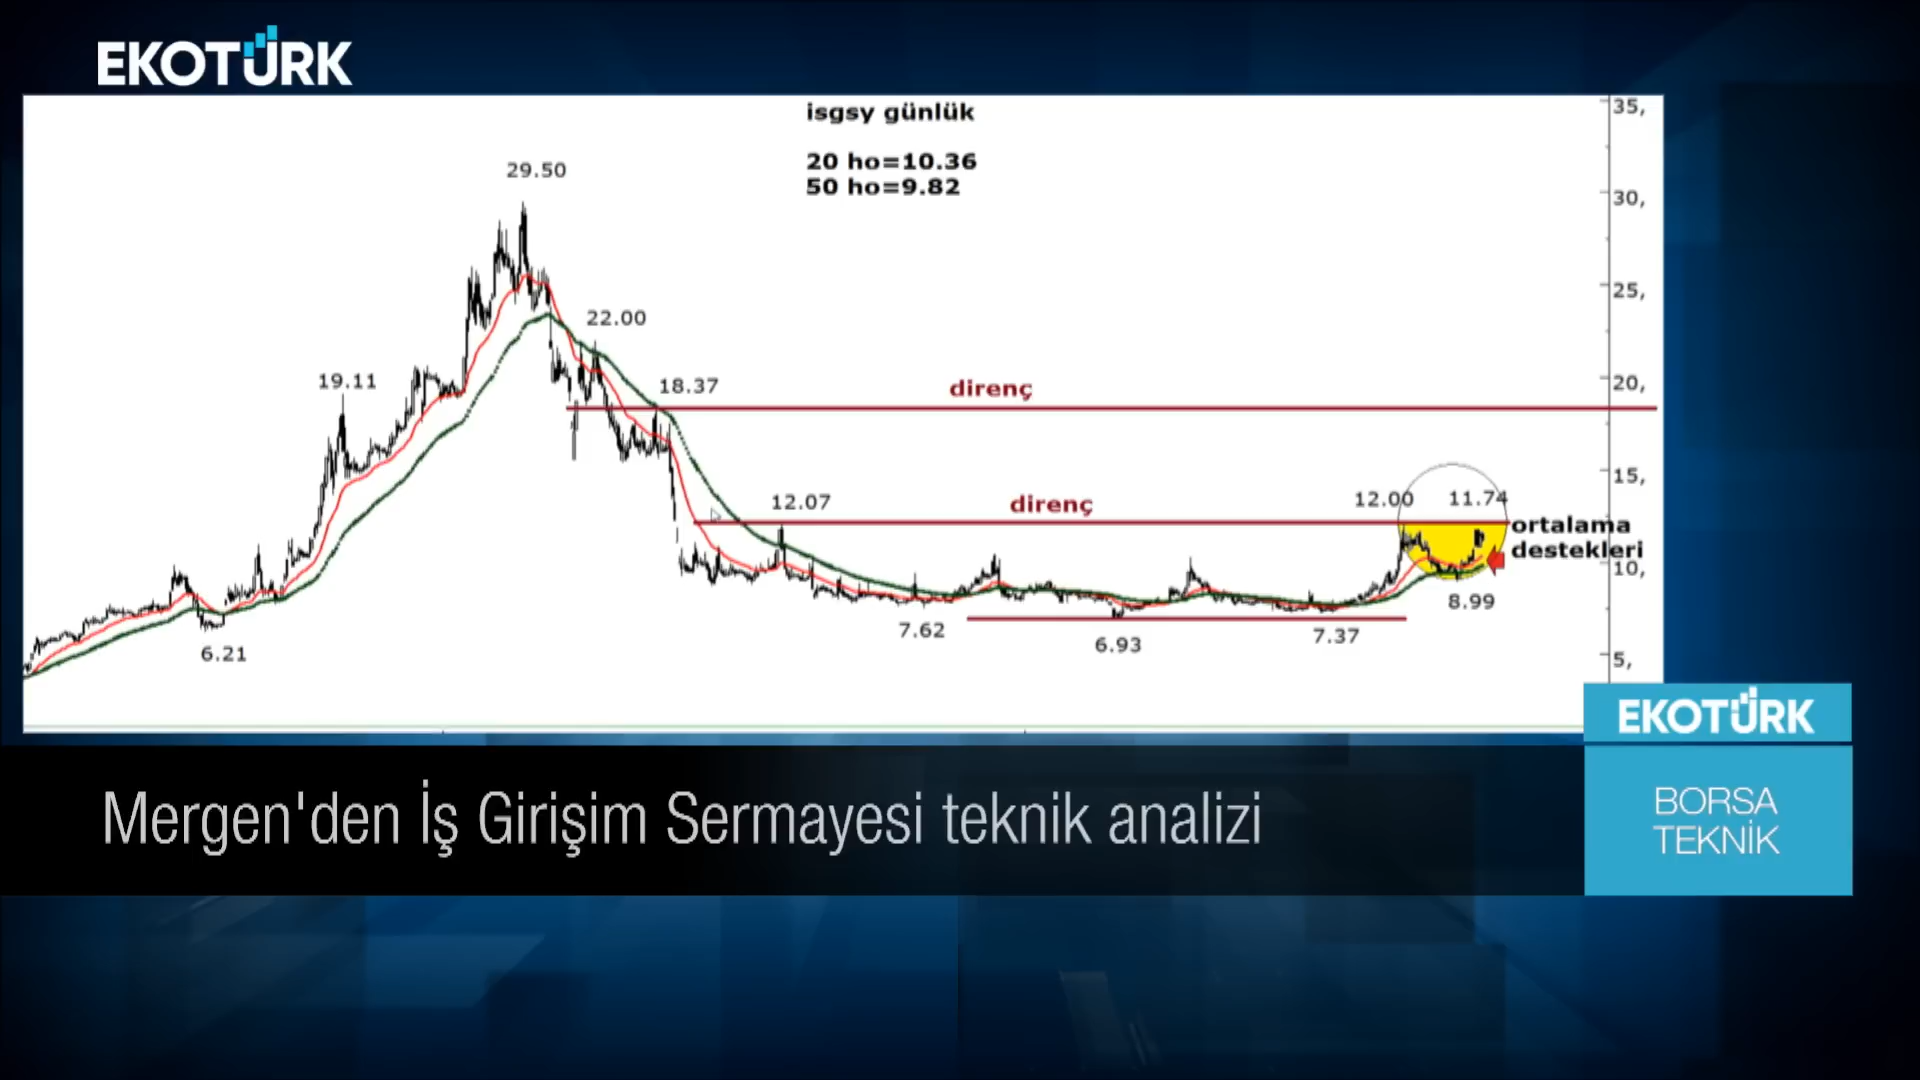 EKOTÜRK
isgsy günlük
20 ho=10.36
50 ho=9.82
35,
30,
25,
20,
15,
10,
5,
29.50
22.00
19.11
18.37
direnç
12.07
direnç
12.00
11.74
ortalama
destekleri
8.99
7.62
6.93
7.37
6.21
EKOTÜRK
Mergen'den İş Girişim Sermayesi teknik analizi
BORSA
TEKNİK